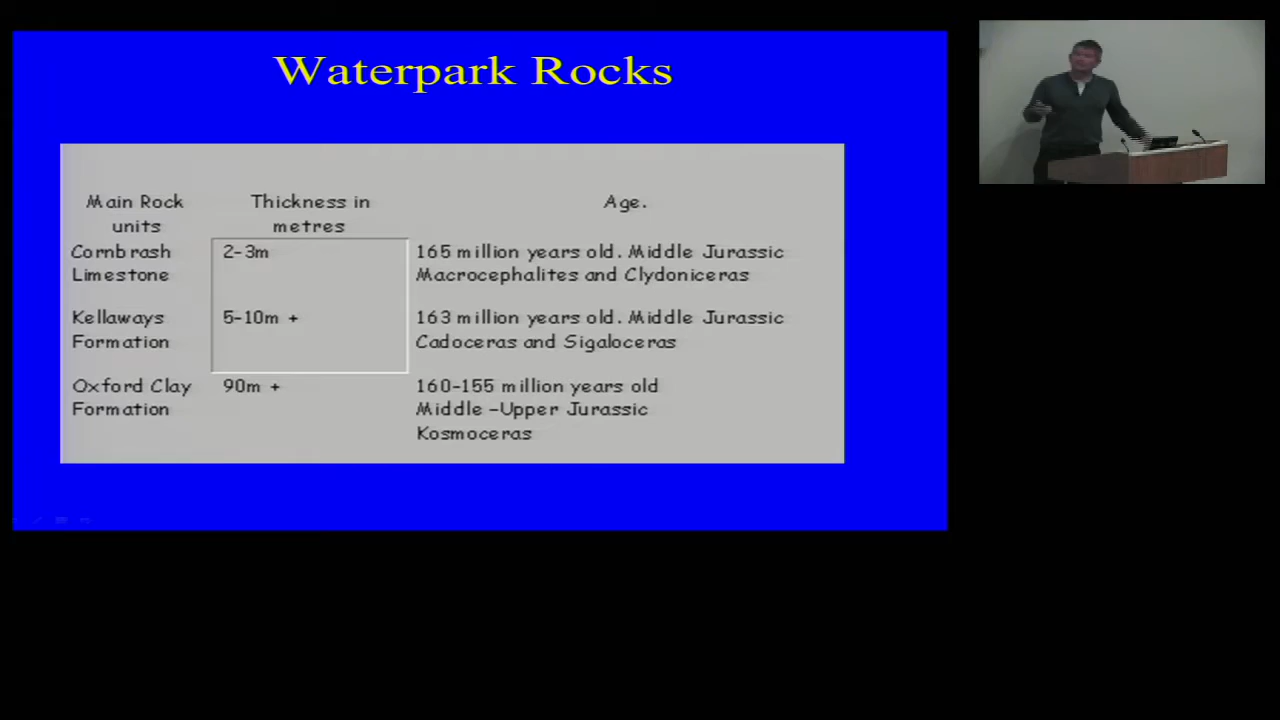 Waterpark Rocks
Main Rock units
Thickness in metres
Age.
Cornbrash Limestone
2-3m
165 million years old. Middle Jurassic
Macrocephalites and Clydoniceras
Kellaways Formation
5-10m +
163 million years old. Middle Jurassic
Cadoceras and Sigaloceras
Oxford Clay Formation
90m +
160-155 million years old
Middle -Upper Jurassic
Kosmoceras